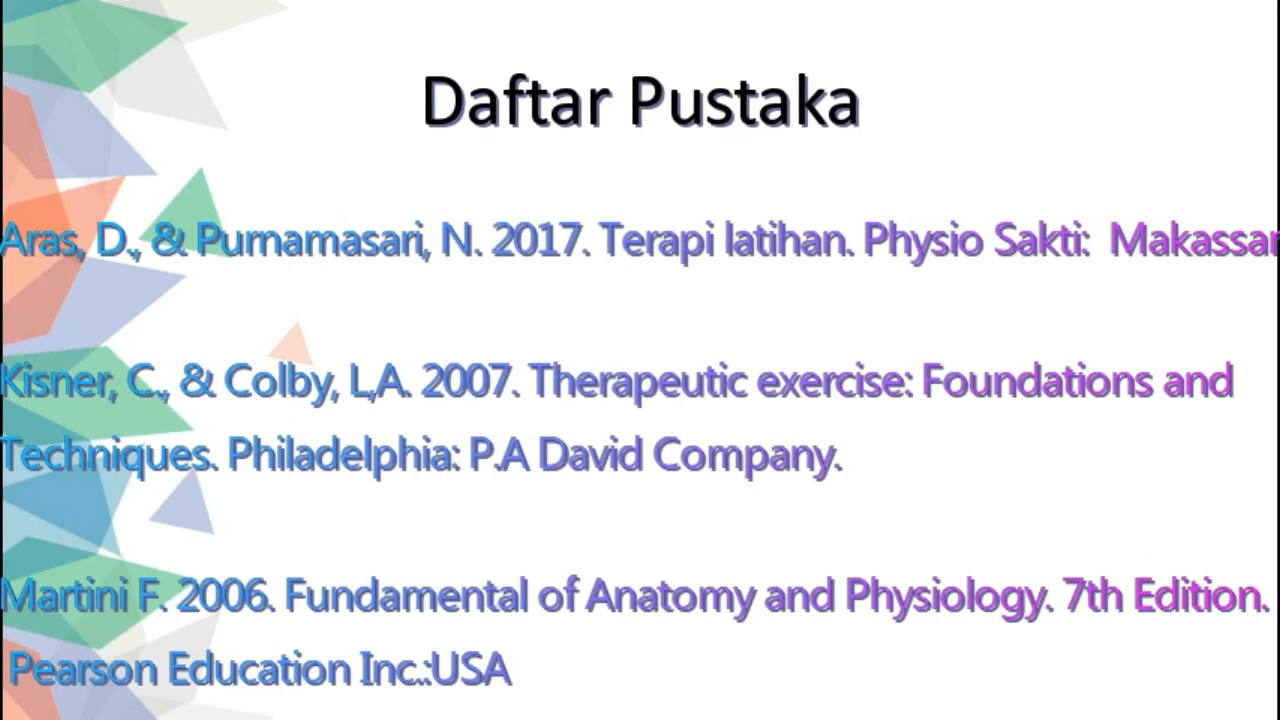 Daftar Pustaka
Aras, D., & Purnamasari, N. 2017. Terapi latihan. Physio Sakti: Makassar
Kisner, C., & Colby, L,A. 2007. Therapeutic exercise: Foundations and
Techniques. Philadelphia: P.A David Company.
Martini F. 2006. Fundamental of Anatomy and Physiology. 7th Edition.
Pearson Education Inc.:USA